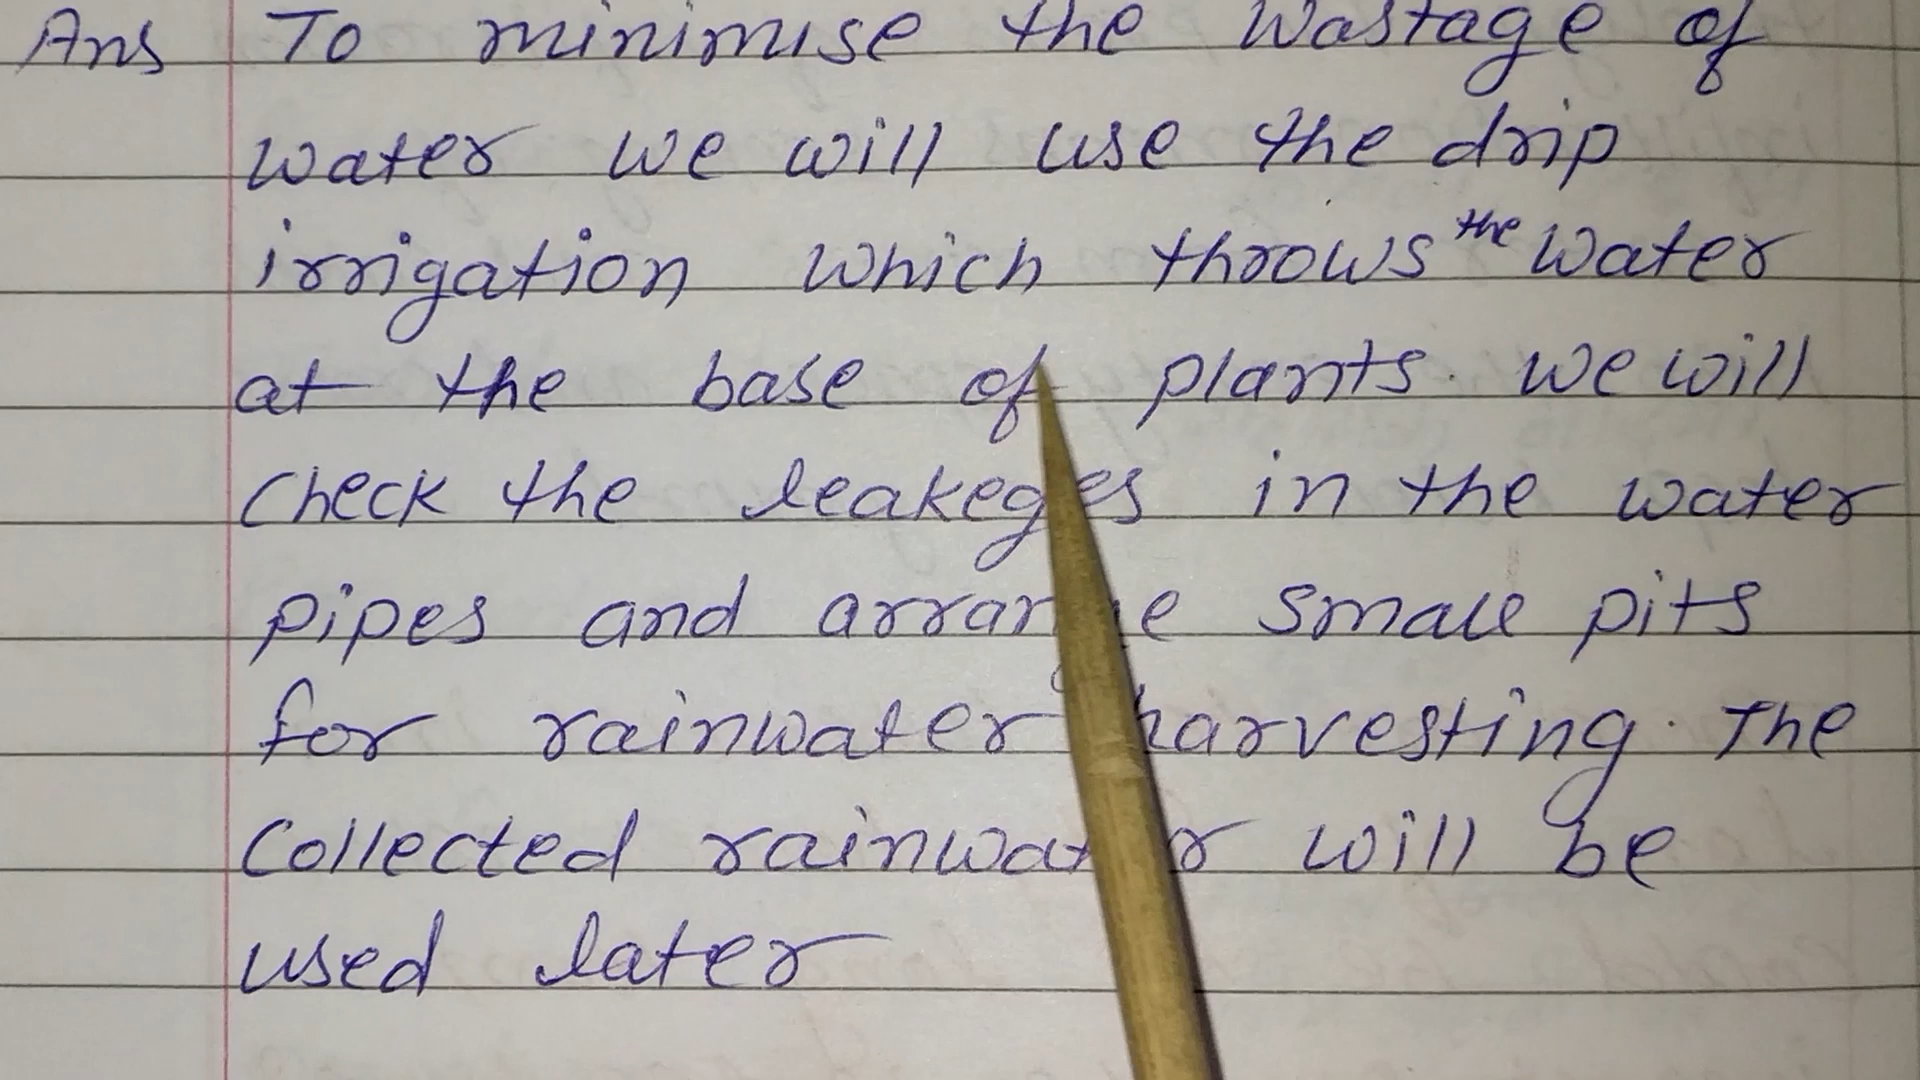 Ans To minimise the wastage of
water we will use the drip
irrigation which throws the water
at the base of plants. we will
check the leakeges in the water
pipes and arrange small pits
for rainwater harvesting. The
collected rainwater will be
used later